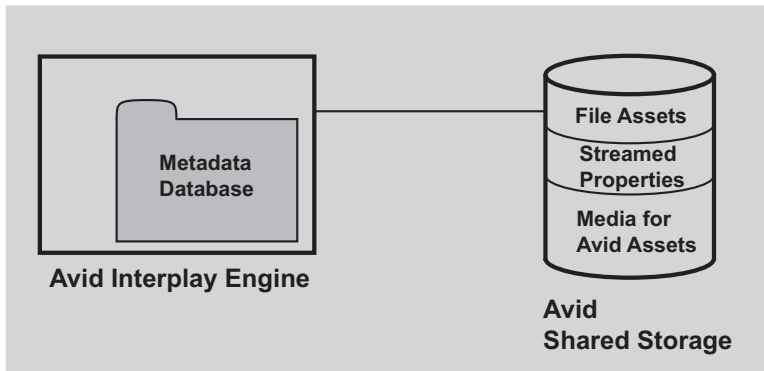 Metadata
Database
Avid Interplay Engine
File Assets
Streamed
Properties
Media for
Avid Assets
Avid
Shared Storage